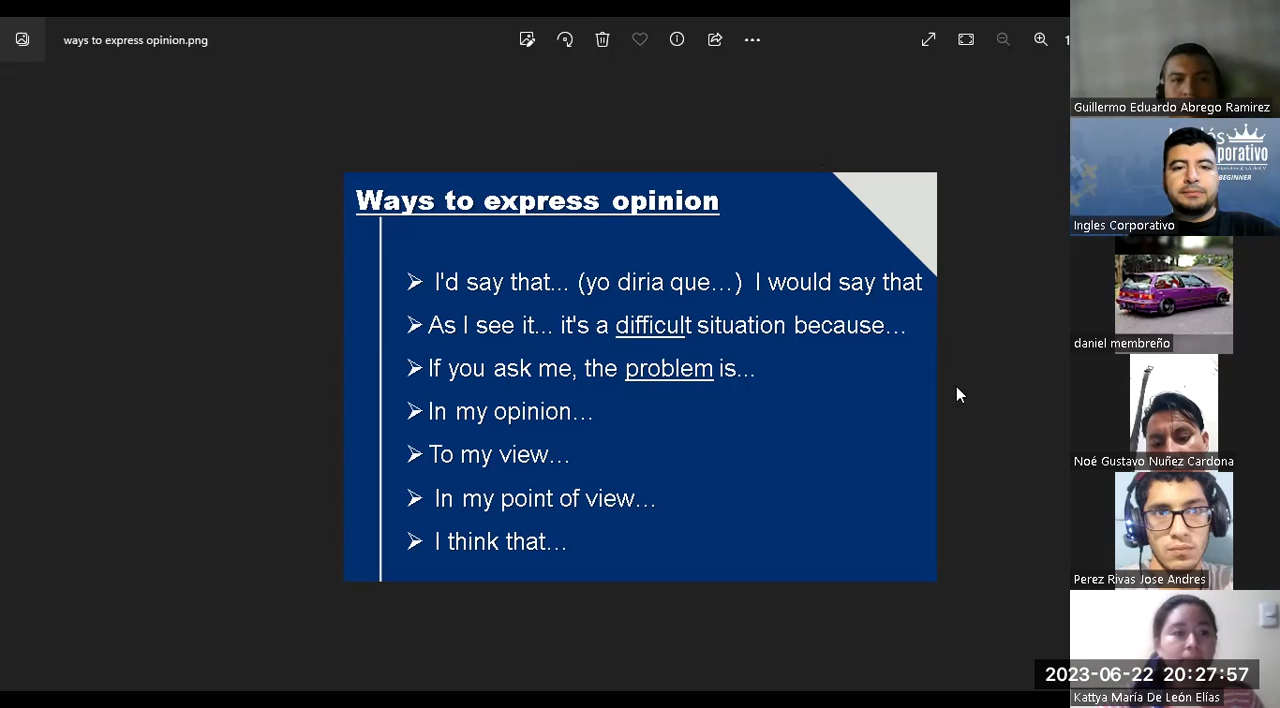 ways to express opinion.png
1
Ways to express opinion
I'd say that... (yo diria que...) I would say that
As I see it... it's a difficult situation because...
If you ask me, the problem is...
In my opinion...
To my view...
In my point of view...
I think that...
Guillermo Eduardo Abrego Ramirez
porativo
BEGINNER
Ingles Corporativo
daniel membreño
Noé Gustavo Nuñez Cardona
Perez Rivas Jose Andres
2023-06-22 20:27:57
Kattya María De León Elías